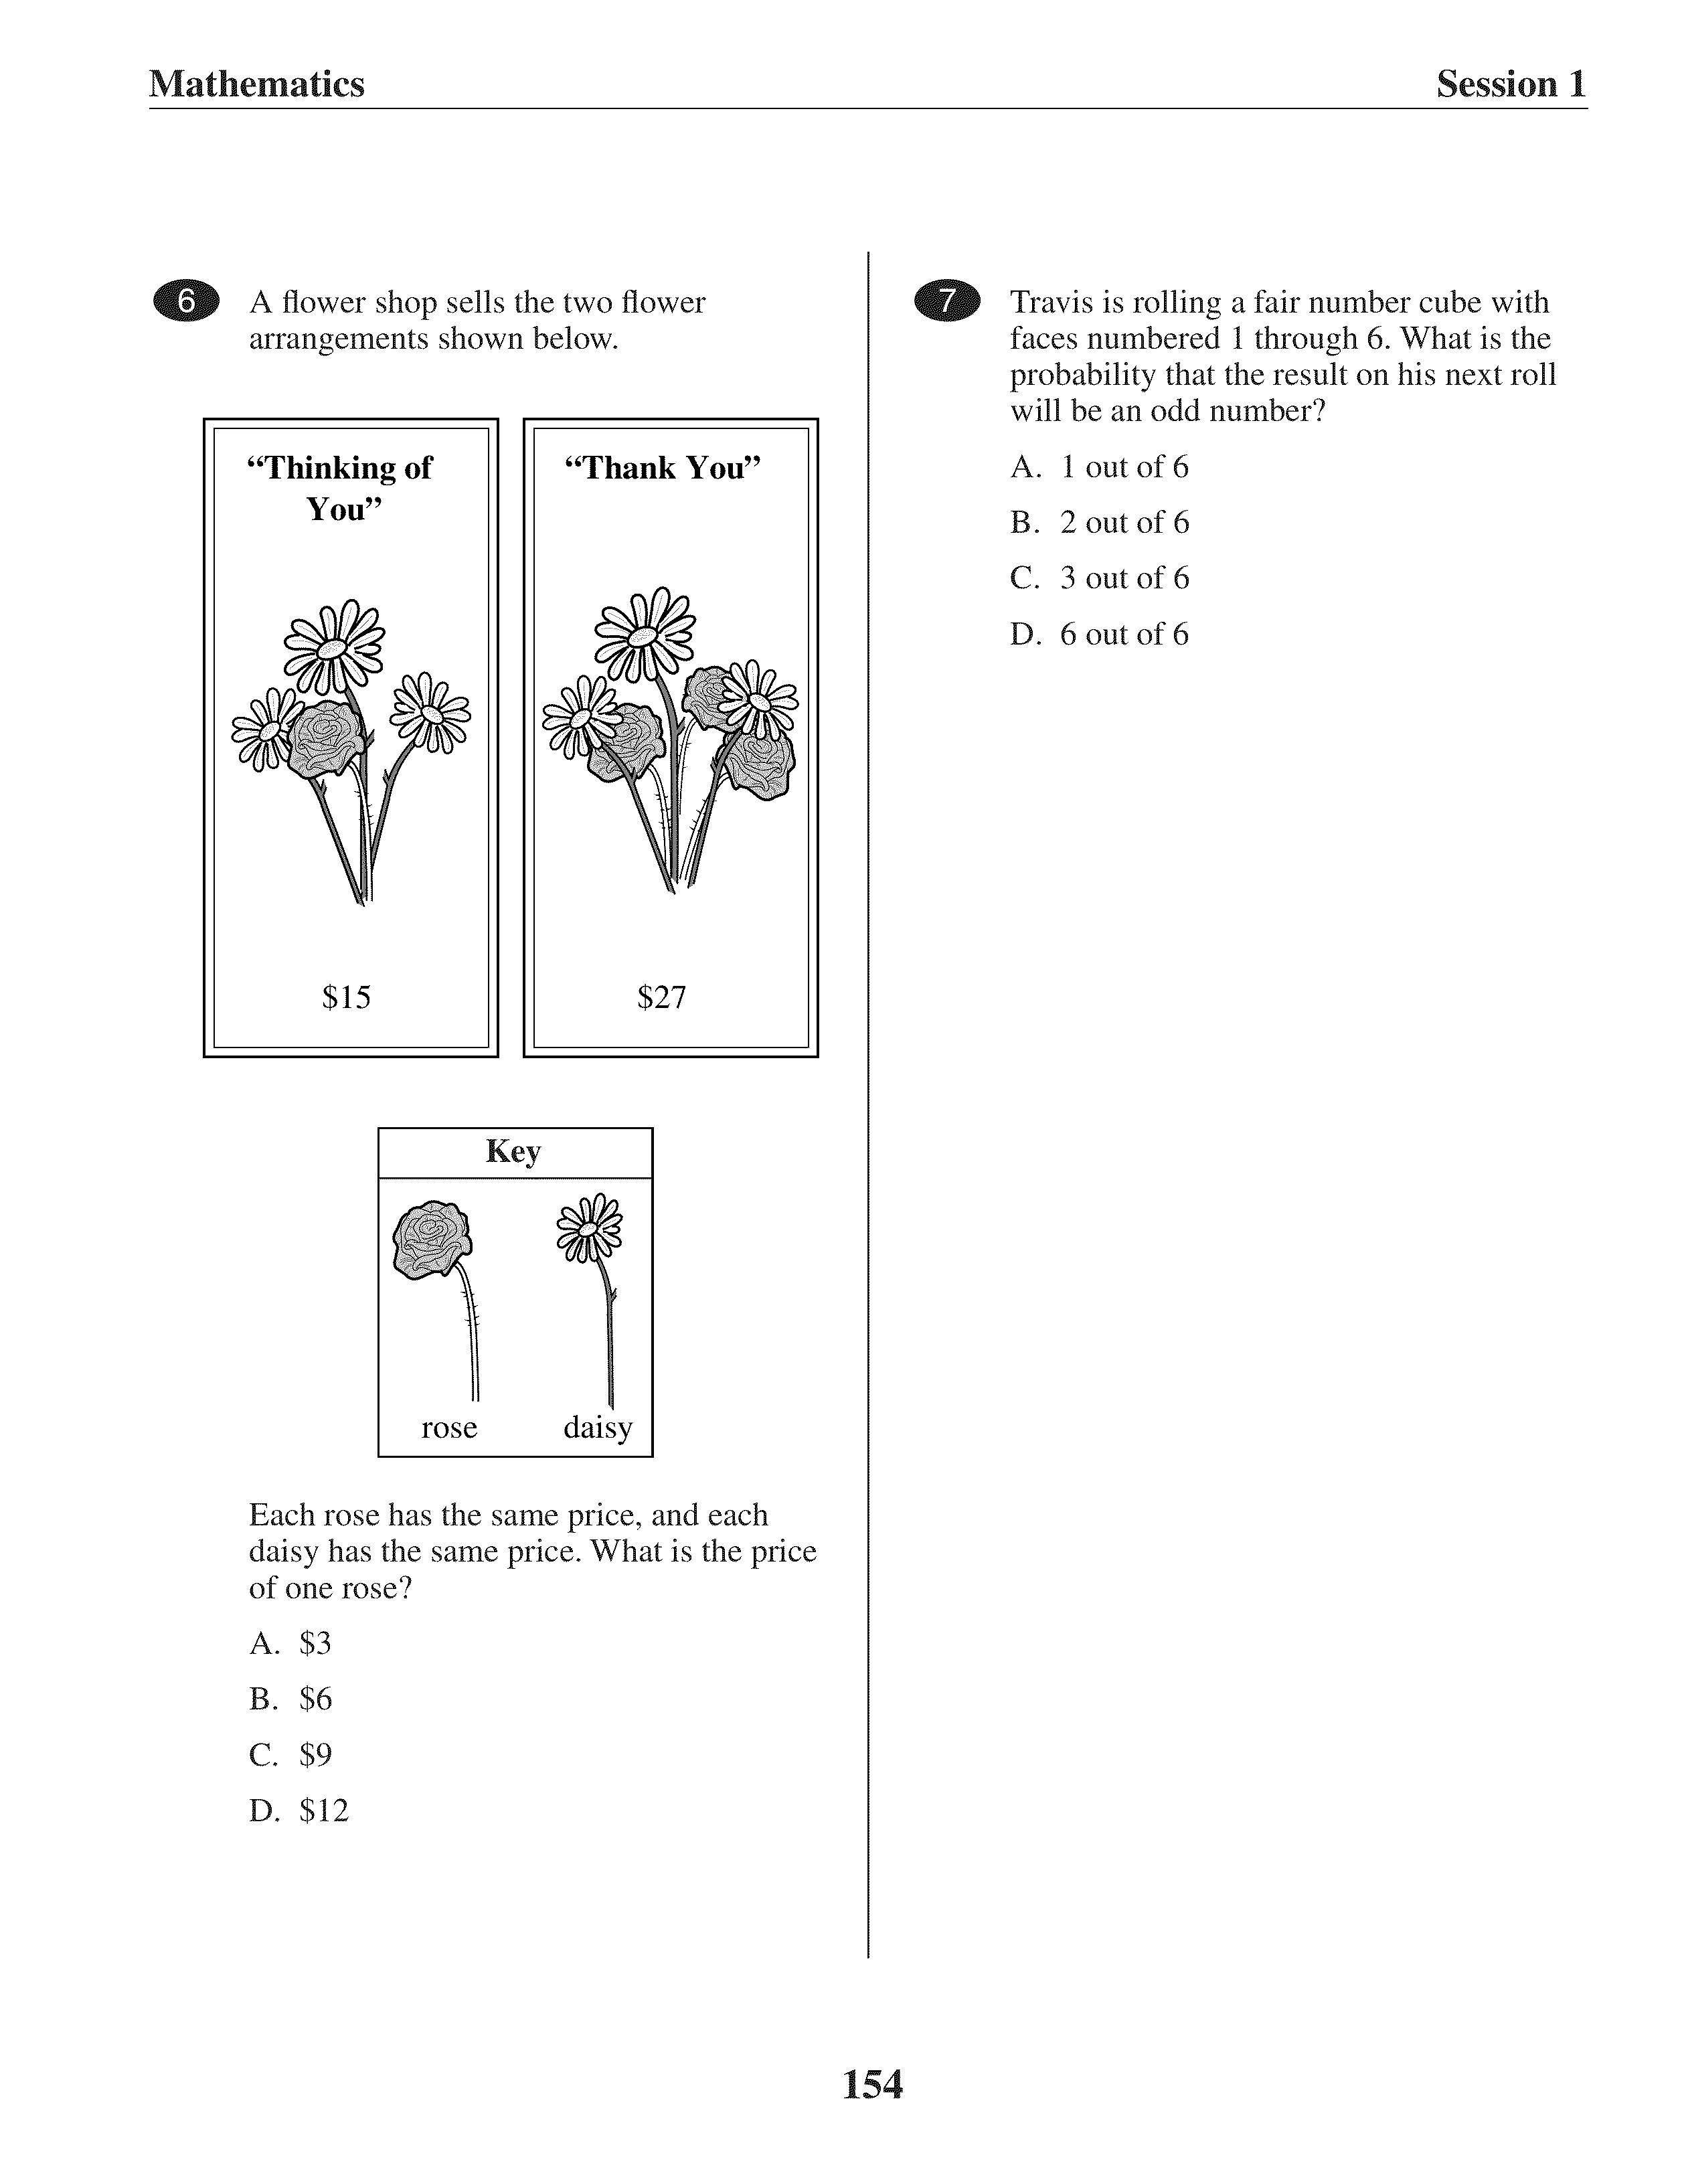 Mathematics
Session 1
6
A flower shop sells the two flower
arrangements shown below.
“Thinking of
You”
$15
“Thank You”
$27
Key
rose
daisy
Each rose has the same price, and each
daisy has the same price. What is the price
of one rose?
A. $3
B. $6
C. $9
D. $12
7
Travis is rolling a fair number cube with
faces numbered 1 through 6. What is the
probability that the result on his next roll
will be an odd number?
A. 1 out of 6
B. 2 out of 6
C. 3 out of 6
D. 6 out of 6
154